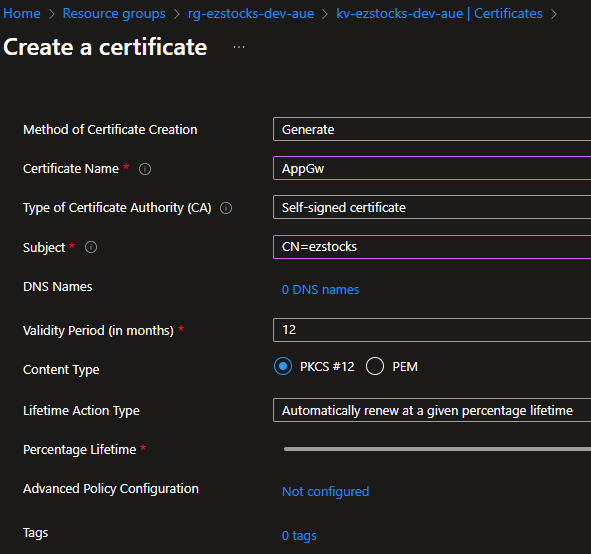 Home > Resource groups > rg-ezstocks-dev-aue > kv-ezstocks-dev-aue | Certificates >
Create a certificate ...
Method of Certificate Creation Generate
Certificate Name * AppGw
Type of Certificate Authority (CA) Self-signed certificate
Subject * CN=ezstocks
DNS Names 0 DNS names
Validity Period (in months) * 12
Content Type PKCS #12 PEM
Lifetime Action Type Automatically renew at a given percentage lifetime
Percentage Lifetime *
Advanced Policy Configuration Not configured
Tags 0 tags